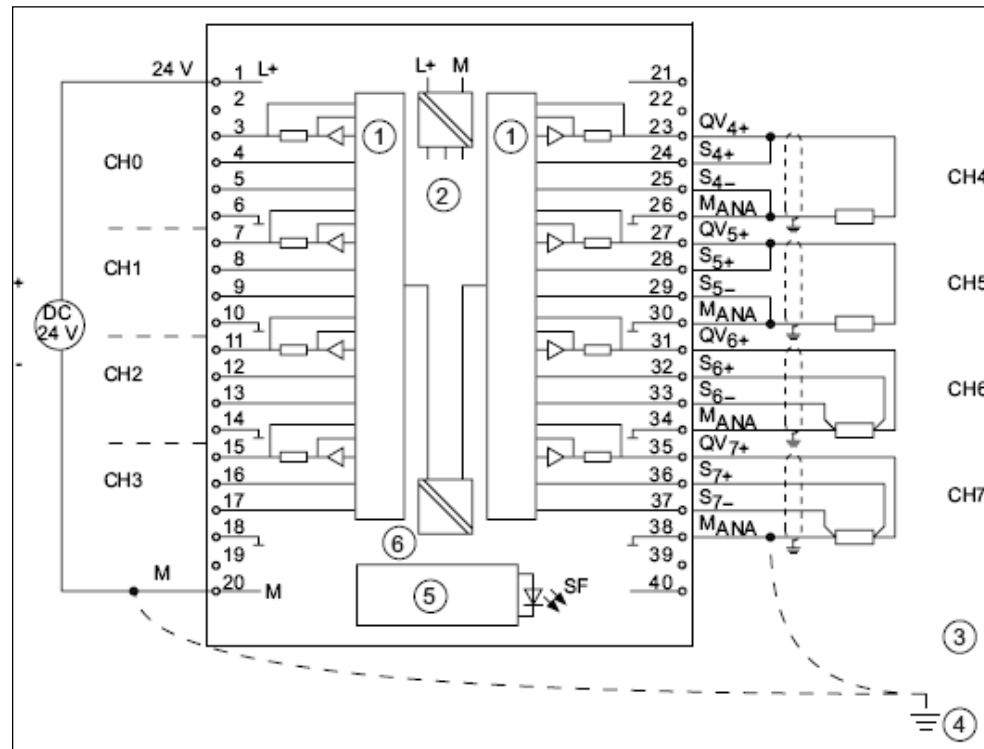 24 V
1 L+
2
3
4
5
6
7
8
9
10
11
12
13
14
15
16
17
18
19
20 M
M
CH0
CH1
CH2
CH3
+
DC
24 V
-
L+ M
1
1
2
6
5
SF
21
22
23
24
25
26
27
28
29
30
31
32
33
34
35
36
37
38
39
40
QV4+
S4+
S4-
MANA
QV5+
S5+
S5-
MANA
QV6+
S6+
S6-
MANA
QV7+
S7+
S7-
MANA
CH4
CH5
CH6
CH7
3
4